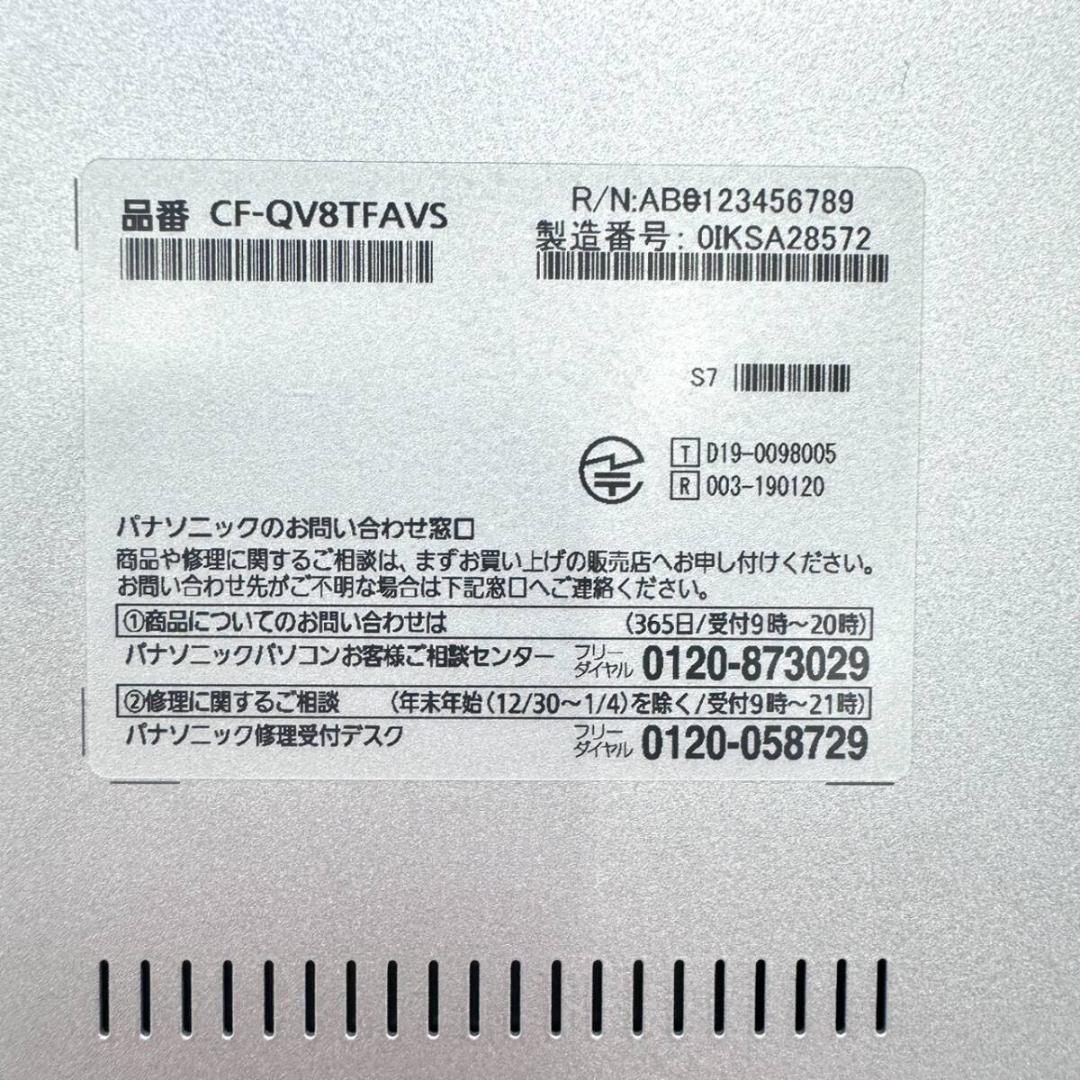 品番 CF-QV8TFAVS
R/N:AB0123456789
製造番号: 0IKSA28572
S7
T D19-0098005
R 003-190120
パナソニックのお問い合わせ窓口
商品や修理に関するご相談は、まずお買い上げの販売店へお申し付けください。
お問い合わせ先がご不明な場合は下記窓口へご連絡ください。
①商品についてのお問い合わせは (365日/受付9時〜20時)
パナソニックパソコンお客様ご相談センター フリーダイヤル 0120-873029
②修理に関するご相談 (年末年始(12/30〜1/4)を除く/受付9時〜21時)
パナソニック修理受付デスク フリーダイヤル 0120-058729